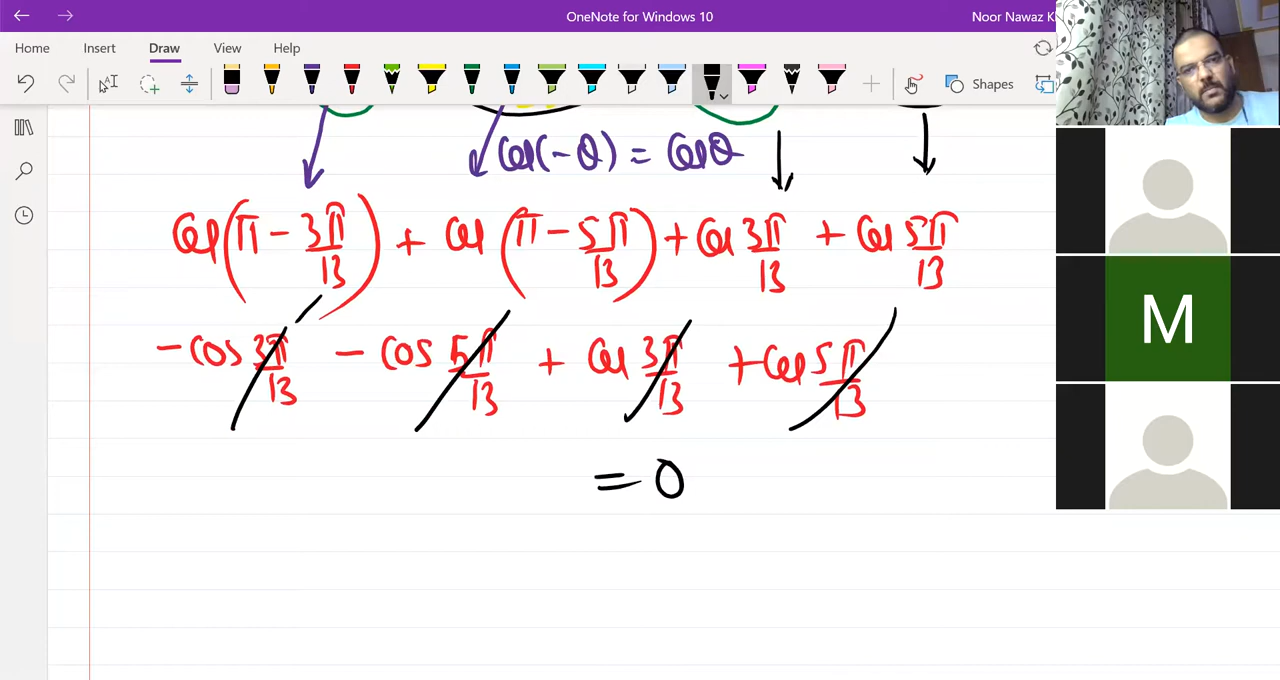 OneNote for Windows 10
Noor Nawaz K
Home Insert Draw View Help
Shapes
Cos(-θ) = Cosθ
Cos(π - 3π/13) + Cos(π - 5π/13) + Cos 3π/13 + Cos 5π/13
- cos 3π/13 - cos 5π/13 + Cos 3π/13 + Cos 5π/13
= 0
M